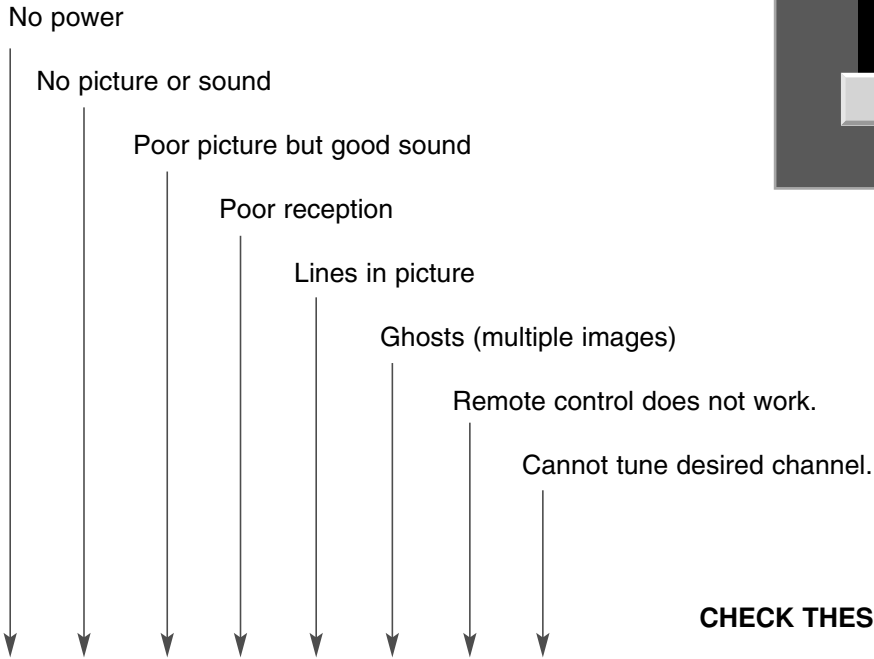 No power
No picture or sound
Poor picture but good sound
Poor reception
Lines in picture
Ghosts (multiple images)
Remote control does not work.
Cannot tune desired channel.
CHECK THES